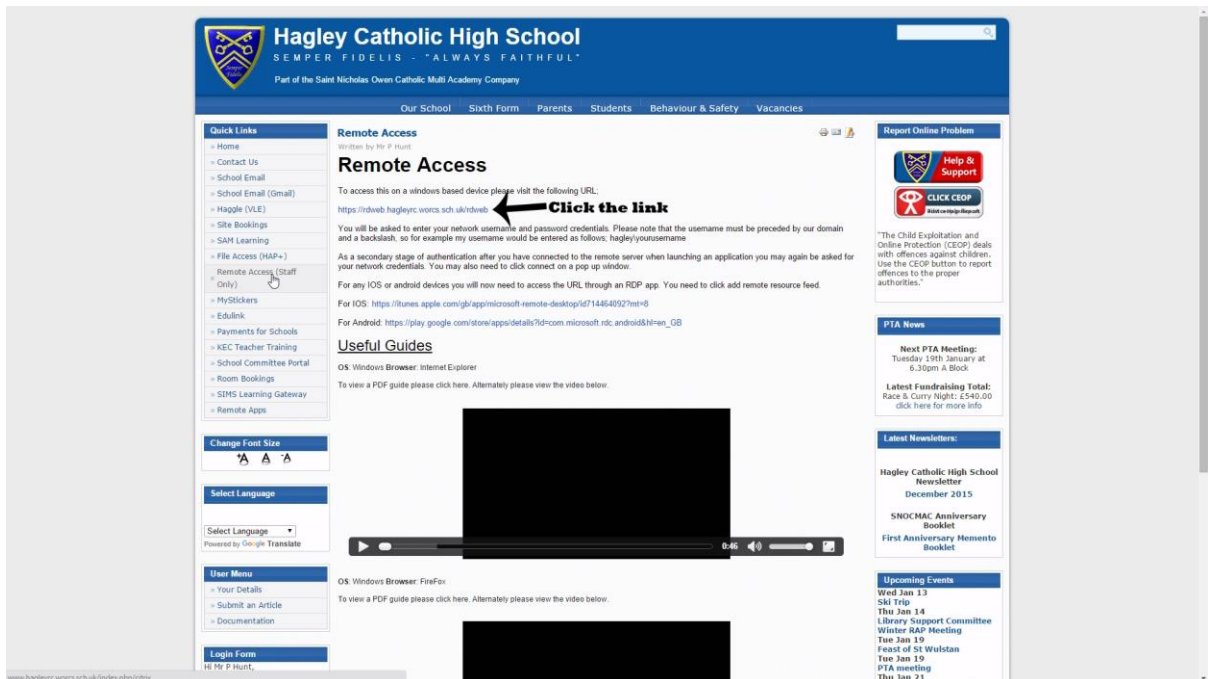 Hagley Catholic High School
SEMPER FIDELIS - "ALWAYS FAITHFUL"
Part of the Saint Nicholas Owen Catholic Multi Academy Company
Our School Sixth Form Parents Students Behaviour & Safety Vacancies
Quick Links
» Home
» Contact Us
» School Email
» School Email (Gmail)
» Haggle (VLE)
» Site Bookings
» SAM Learning
» File Access (HAP+)
» Remote Access (Staff
Only)
» MyStickers
» Edulink
» Payments for Schools
» KEC Teacher Training
» School Committee Portal
» Room Bookings
» SIMS Learning Gateway
» Remote Apps
Change Font Size
+A A -A
Select Language
Select Language
Powered by Google Translate
User Menu
» Your Details
» Submit an Article
» Documentation
Login Form
Hi Mr P Hunt,
www.hagleyrc.worcs.sch.uk/index.php/citrix
Remote Access
Written by Mr P Hunt
Remote Access
To access this on a windows based device please visit the following URL;
https://rdweb.hagleyrc.worcs.sch.uk/rdweb Click the link
You will be asked to enter your network username and password credentials. Please note that the username must be preceded by our domain
and a backslash, so for example my username would be entered as follows; hagley\yourusername
As a secondary stage of authentication after you have connected to the remote server when launching an application you may again be asked for
your network credentials. You may also need to click connect on a pop up window.
For any IOS or android devices you will now need to access the URL through an RDP app. You need to click add remote resource feed.
For IOS: https://itunes.apple.com/gb/app/microsoft-remote-desktop/id714464092?mt=8
For Android: https://play.google.com/store/apps/details?id=com.microsoft.rdc.android&hl=en_GB
Useful Guides
OS: Windows Browser: Internet Explorer
To view a PDF guide please click here. Alternately please view the video below.
0:46
OS: Windows Browser: FireFox
To view a PDF guide please click here. Alternately please view the video below.
Report Online Problem
Help &
Support
CLICK CEOP
"The Child Exploitation and
Online Protection (CEOP) deals
with offences against children.
Use the CEOP button to report
offences to the proper
authorities."
PTA News
Next PTA Meeting:
Tuesday 19th January at
6.30pm A Block
Latest Fundraising Total:
Race & Curry Night: £540.00
click here for more info
Latest Newsletters:
Hagley Catholic High School
Newsletter
December 2015
SNOCMAC Anniversary
Booklet
First Anniversary Memento
Booklet
Upcoming Events
Wed Jan 13
Ski Trip
Thu Jan 14
Library Support Committee
Winter RAP Meeting
Tue Jan 19
Feast of St Wulstan
Tue Jan 19
PTA meeting
Thu Jan 21